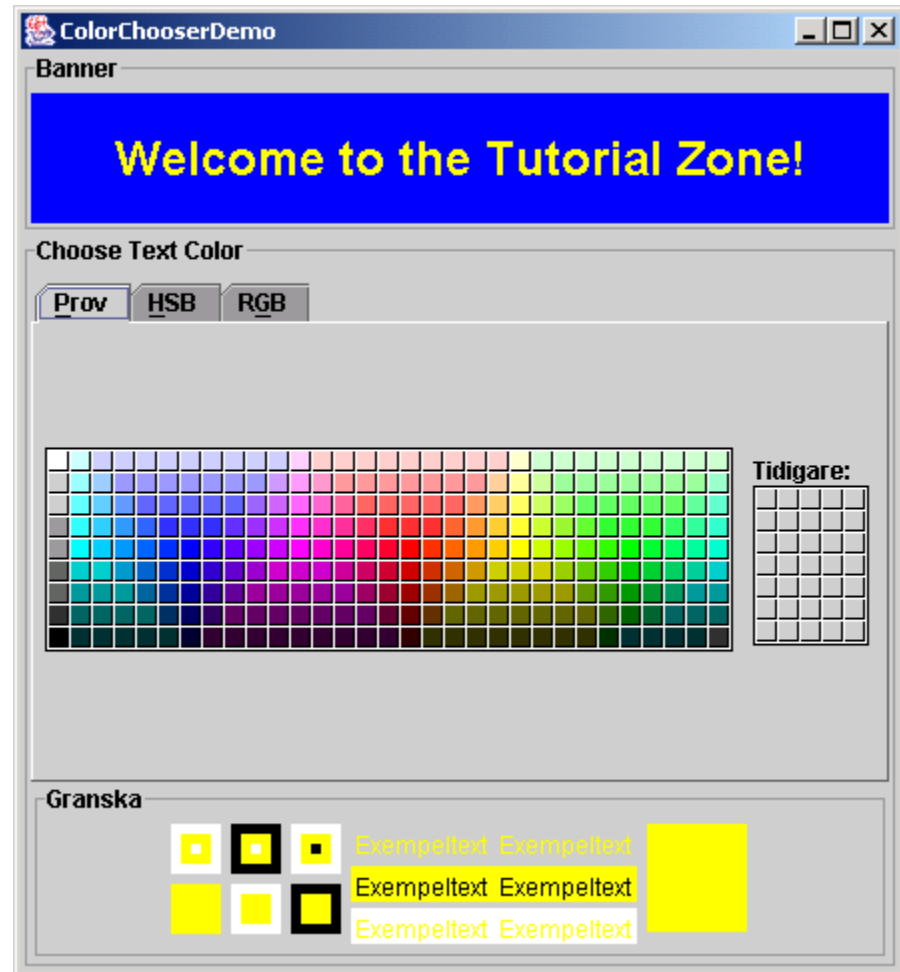 ColorChooserDemo
Banner
Welcome to the Tutorial Zone!
Choose Text Color
Prov HSB RGB
Tidigare:
Granska
Exempeltext Exempeltext
Exempeltext Exempeltext
Exempeltext Exempeltext